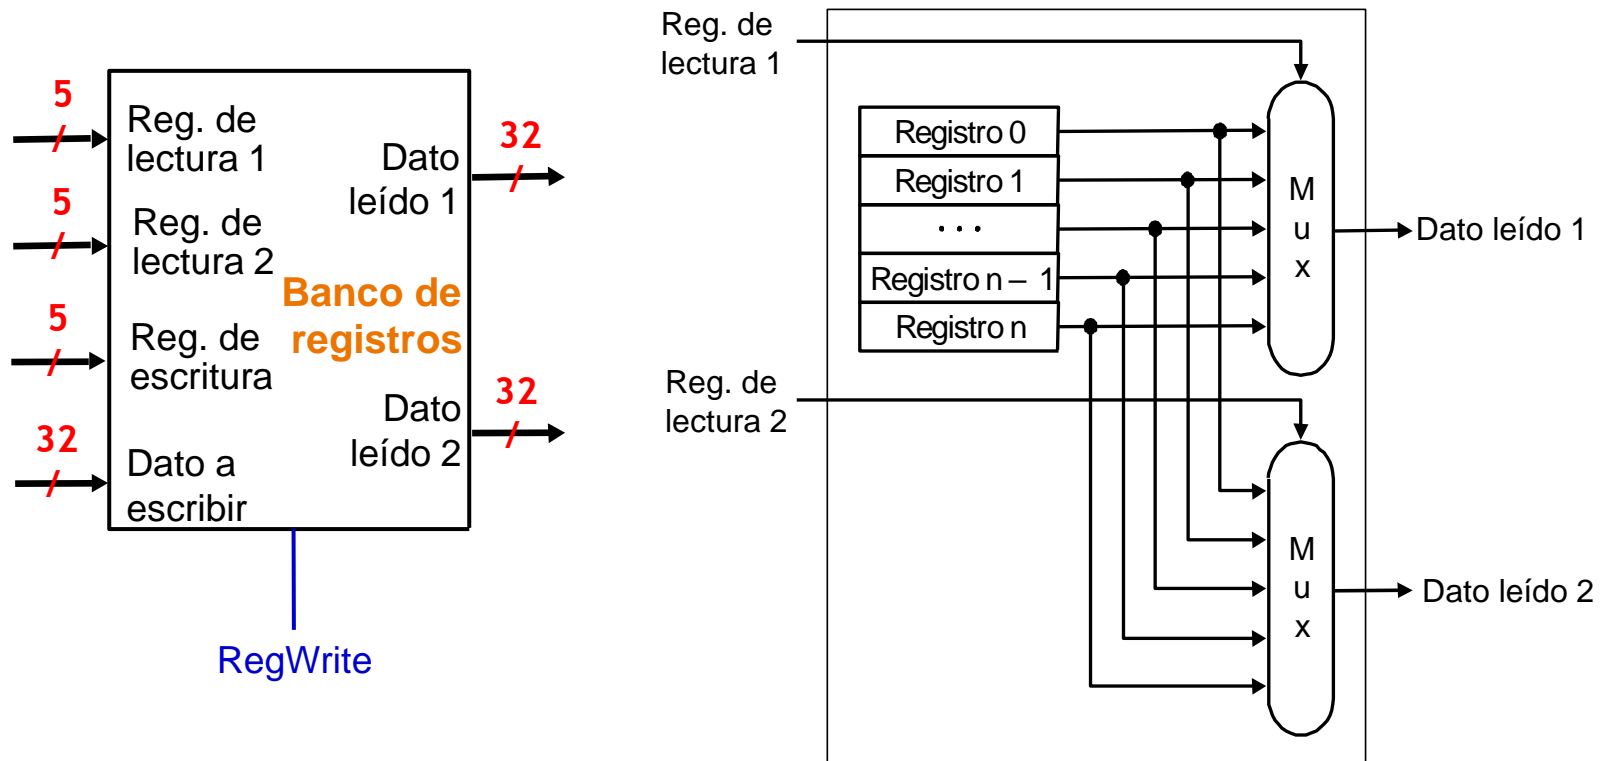 5
Reg. de
lectura 1
5
Reg. de
lectura 2
5
Reg. de
escritura
32
Dato a
escribir
Banco de
registros
Dato
leído 1
32
Dato
leído 2
32
RegWrite
Reg. de
lectura 1
Registro 0
Registro 1
· · ·
Registro n – 1
Registro n
M
u
x
Dato leído 1
Reg. de
lectura 2
M
u
x
Dato leído 2